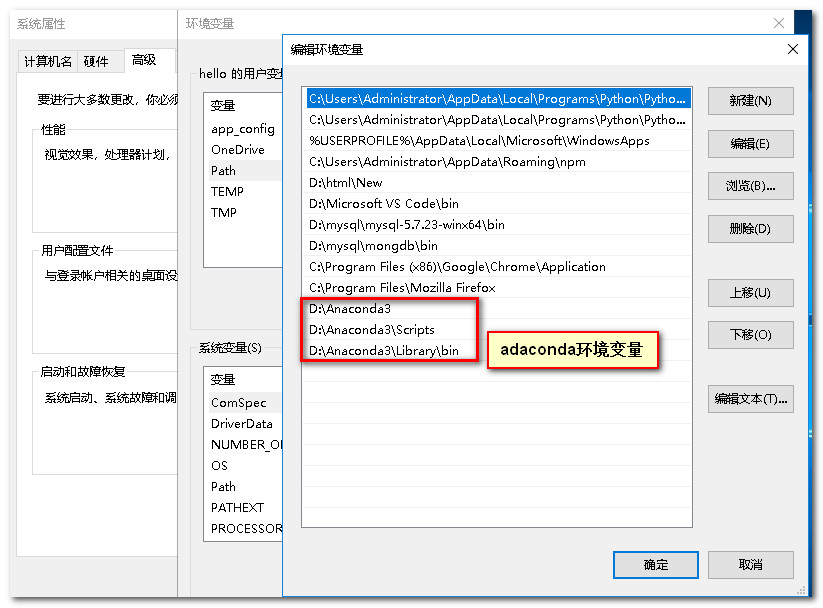 系统属性
计算机名
硬件
高级
要进行大多数更改，你必须
性能
视觉效果，处理器计划，
用户配置文件
与登录帐户相关的桌面设
启动和故障恢复
系统启动、系统故障和调
环境变量
hello 的用户变量
变量
app_config
OneDrive
Path
TEMP
TMP
系统变量(S)
变量
ComSpec
DriverData
NUMBER_OF
OS
Path
PATHEXT
PROCESSOR
编辑环境变量
C:\Users\Administrator\AppData\Local\Programs\Python\Pytho...
C:\Users\Administrator\AppData\Local\Programs\Python\Pytho...
%USERPROFILE%\AppData\Local\Microsoft\WindowsApps
C:\Users\Administrator\AppData\Roaming\npm
D:\html\New
D:\Microsoft VS Code\bin
D:\mysql\mysql-5.7.23-winx64\bin
D:\mysql\mongdb\bin
C:\Program Files (x86)\Google\Chrome\Application
C:\Program Files\Mozilla Firefox
D:\Anaconda3
D:\Anaconda3\Scripts
D:\Anaconda3\Library\bin
adaconda环境变量
新建(N)
编辑(E)
浏览(B)...
删除(D)
上移(U)
下移(O)
编辑文本(T)...
确定
取消